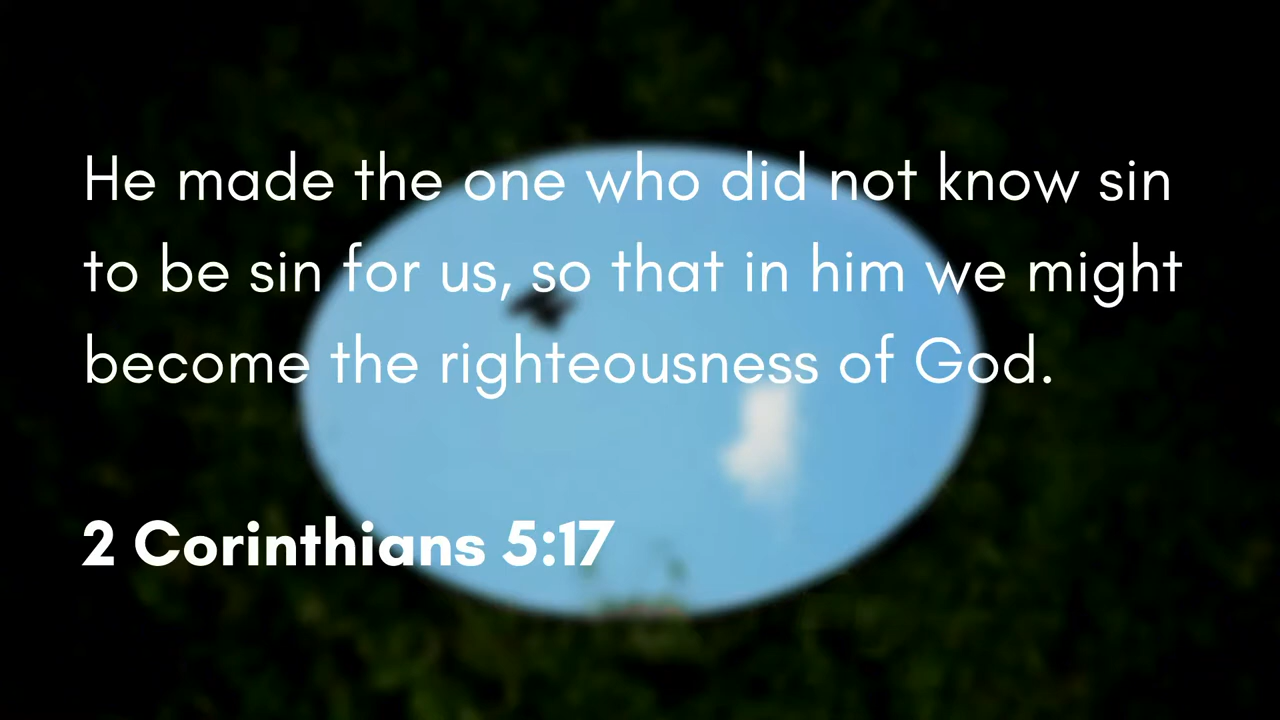 He made the one who did not know sin
to be sin for us, so that in him we might
become the righteousness of God.
2 Corinthians 5:17